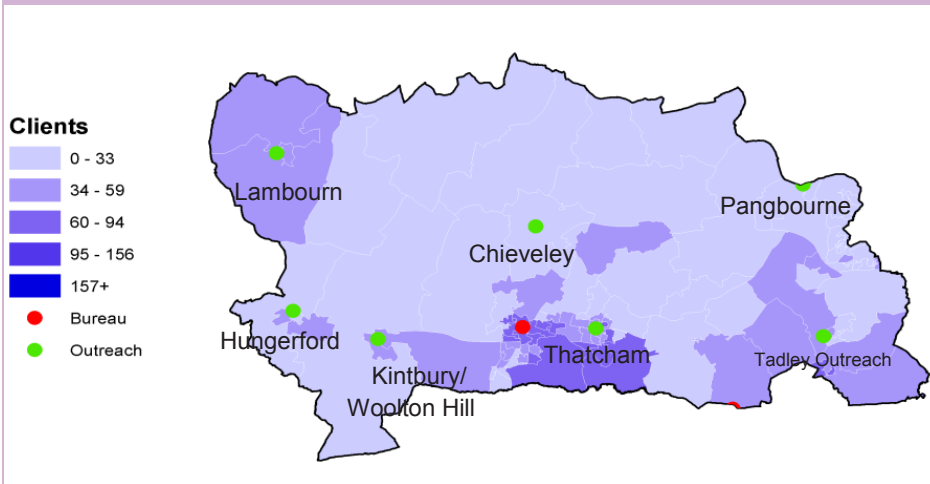 Clients
0 - 33
34 - 59
60 - 94
95 - 156
157+
Bureau
Outreach
Lambourn
Pangbourne
Chieveley
Hungerford
Thatcham
Tadley Outreach
Kintbury/
Woolton Hill